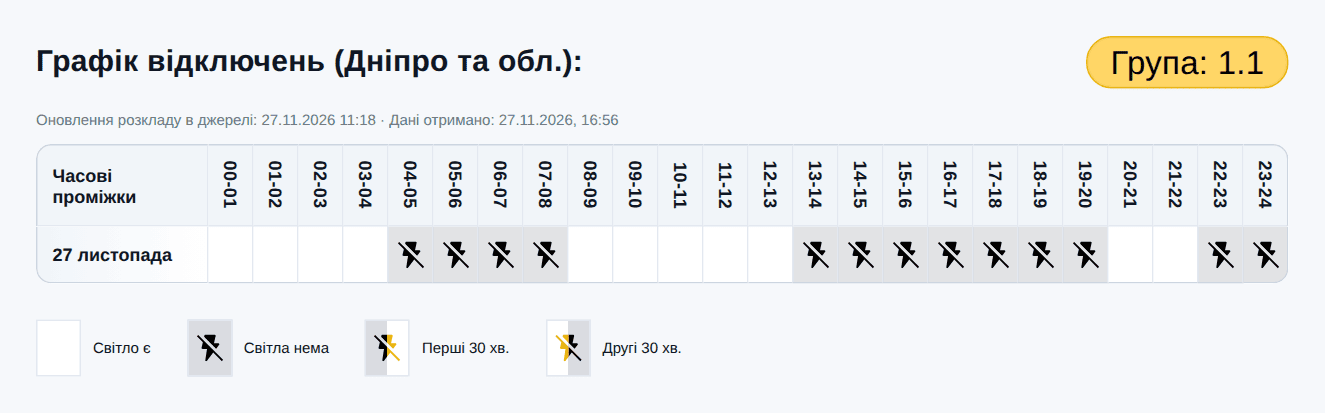 Графік відключень (Дніпро та обл.):
Група: 1.1
Оновлення розкладу в джерелі: 27.11.2026 11:18 · Дані отримано: 27.11.2026, 16:56
Часові
проміжки
00-01
01-02
02-03
03-04
04-05
05-06
06-07
07-08
08-09
09-10
10-11
11-12
12-13
13-14
14-15
15-16
16-17
17-18
18-19
19-20
20-21
21-22
22-23
23-24
27 листопада
Світло є
Світла нема
Перші 30 хв.
Другі 30 хв.